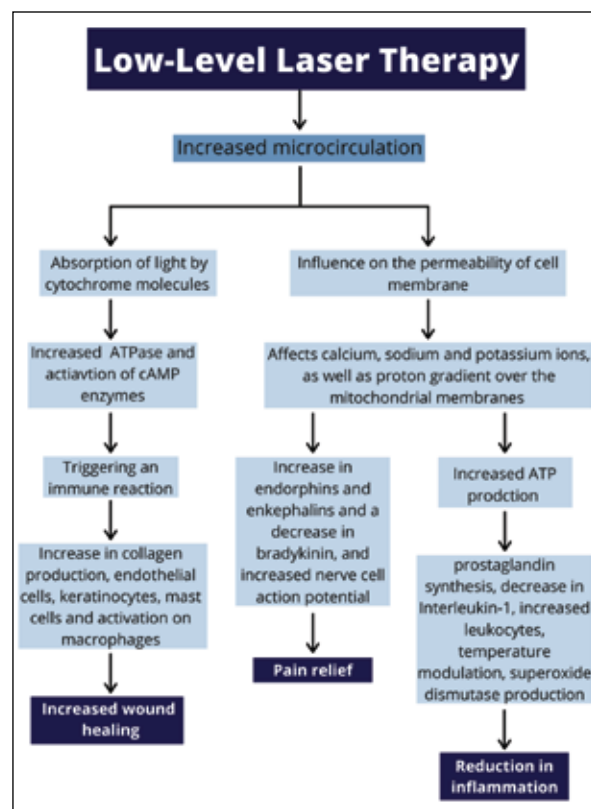 Low-Level Laser Therapy
Increased microcirculation
Absorption of light by
cytochrome molecules
Increased ATPase and
actiavtion of cAMP
enzymes
Triggering an
immune reaction
Increase in collagen
production, endothelial
cells, keratinocytes, mast
cells and activation on
macrophages
Increased wound
healing
Influence on the permeability of cell
membrane
Affects calcium, sodium and potassium ions,
as well as proton gradient over the
mitochondrial membranes
Increase in
endorphins and
enkephalins and a
decrease in
bradykinin, and
increased nerve cell
action potential
Pain relief
Increased ATP
prodction
prostaglandin
synthesis, decrease in
Interleukin-1, increased
leukocytes,
temperature
modulation, superoxide
dismutase production
Reduction in
inflammation